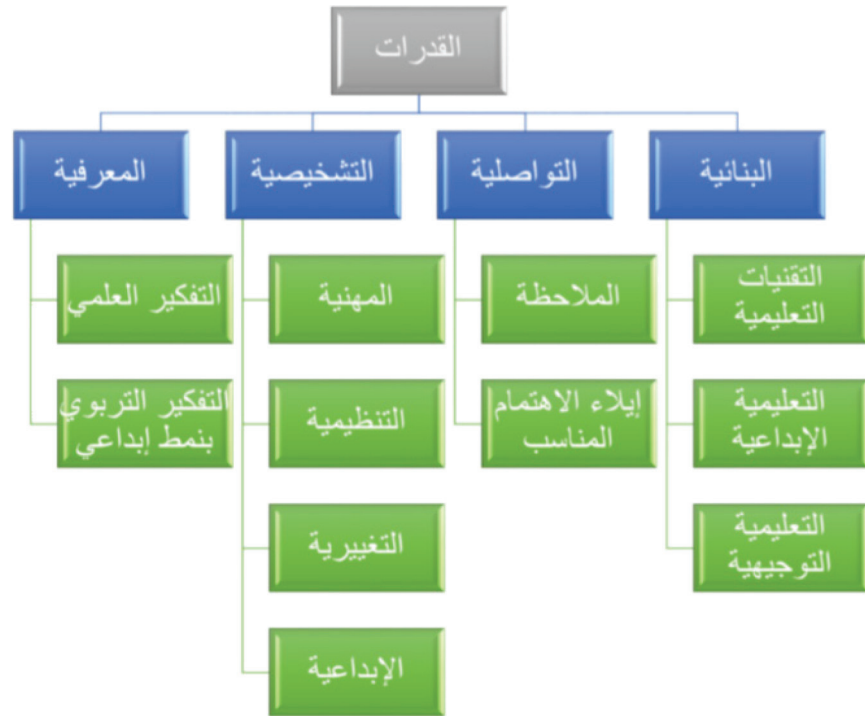 القدرات
البنائية
التواصلية
التشخيصية
المعرفية
التقنيات
التعليمية
الملاحظة
المهنية
التفكير العلمي
التعليمية
الإبداعية
إيلاء الاهتمام
المناسب
التنظيمية
التفكير التربوي
بنمط إبداعي
التعليمية
التوجيهية
التغييرية
الإبداعية